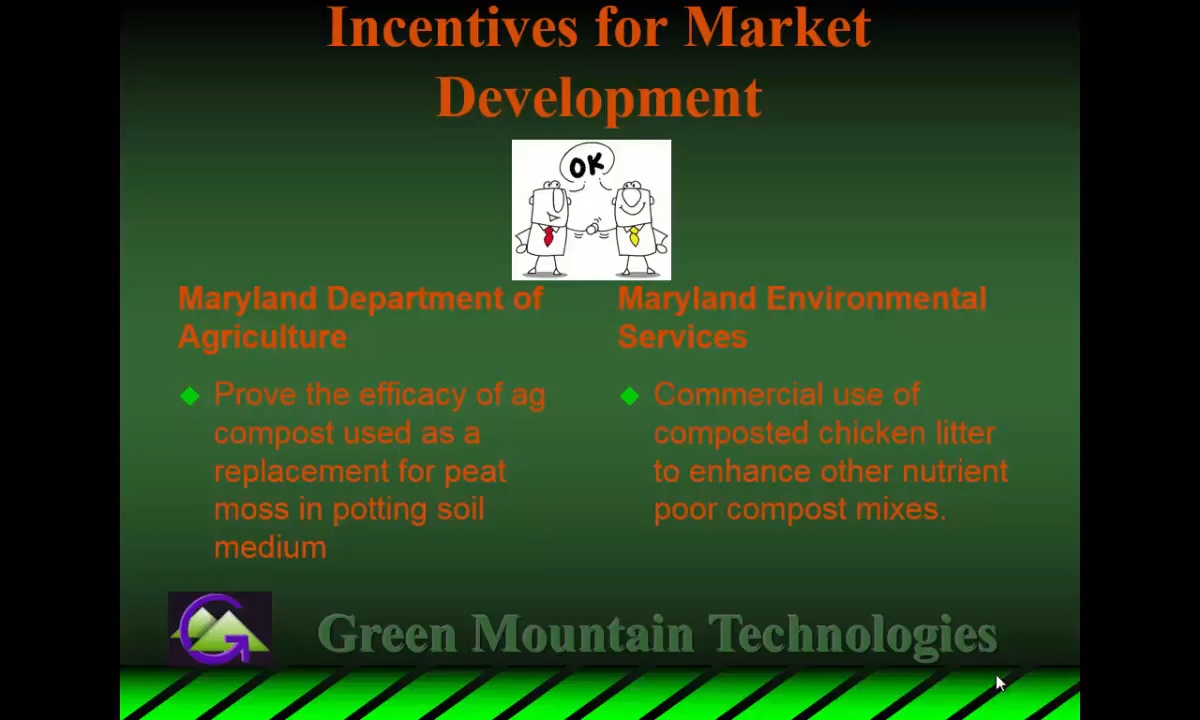 Incentives for Market
Development
OK
Maryland Department of
Agriculture
Prove the efficacy of ag
compost used as a
replacement for peat
moss in potting soil
medium
Maryland Environmental
Services
Commercial use of
composted chicken litter
to enhance other nutrient
poor compost mixes.
Green Mountain Technologies